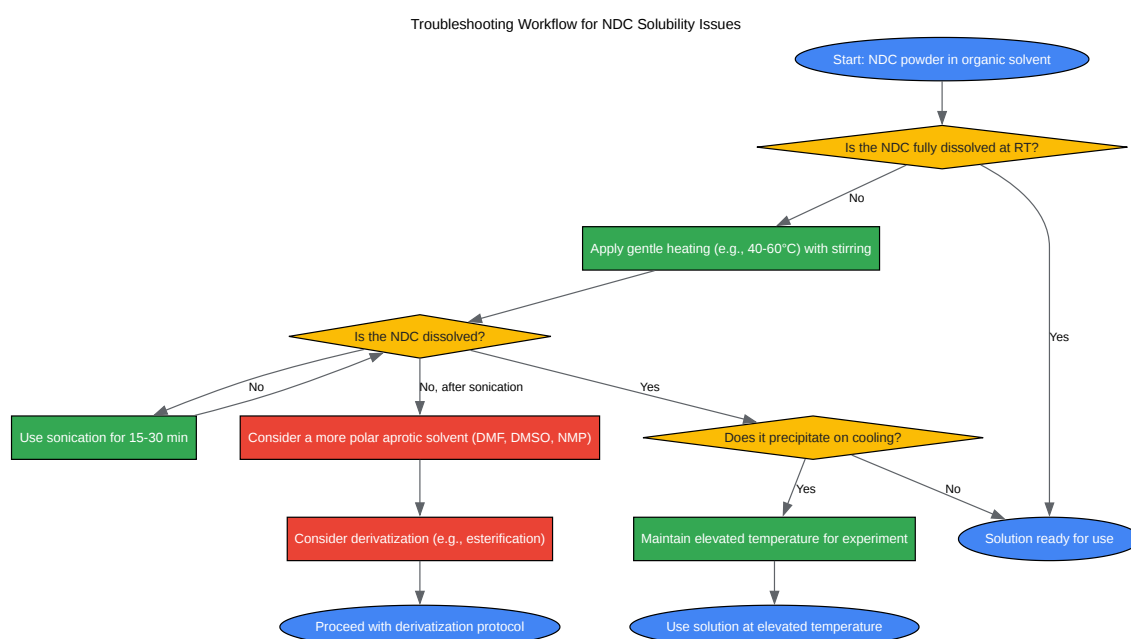 Troubleshooting Workflow for NDC Solubility Issues
Start: NDC powder in organic solvent
Is the NDC fully dissolved at RT?
No
Apply gentle heating (e.g., 40-60°C) with stirring
Yes
Is the NDC dissolved?
No
No, after sonication
Yes
Use sonication for 15-30 min
Consider a more polar aprotic solvent (DMF, DMSO, NMP)
Does it precipitate on cooling?
Yes
No
Consider derivatization (e.g., esterification)
Maintain elevated temperature for experiment
Solution ready for use
Proceed with derivatization protocol
Use solution at elevated temperature